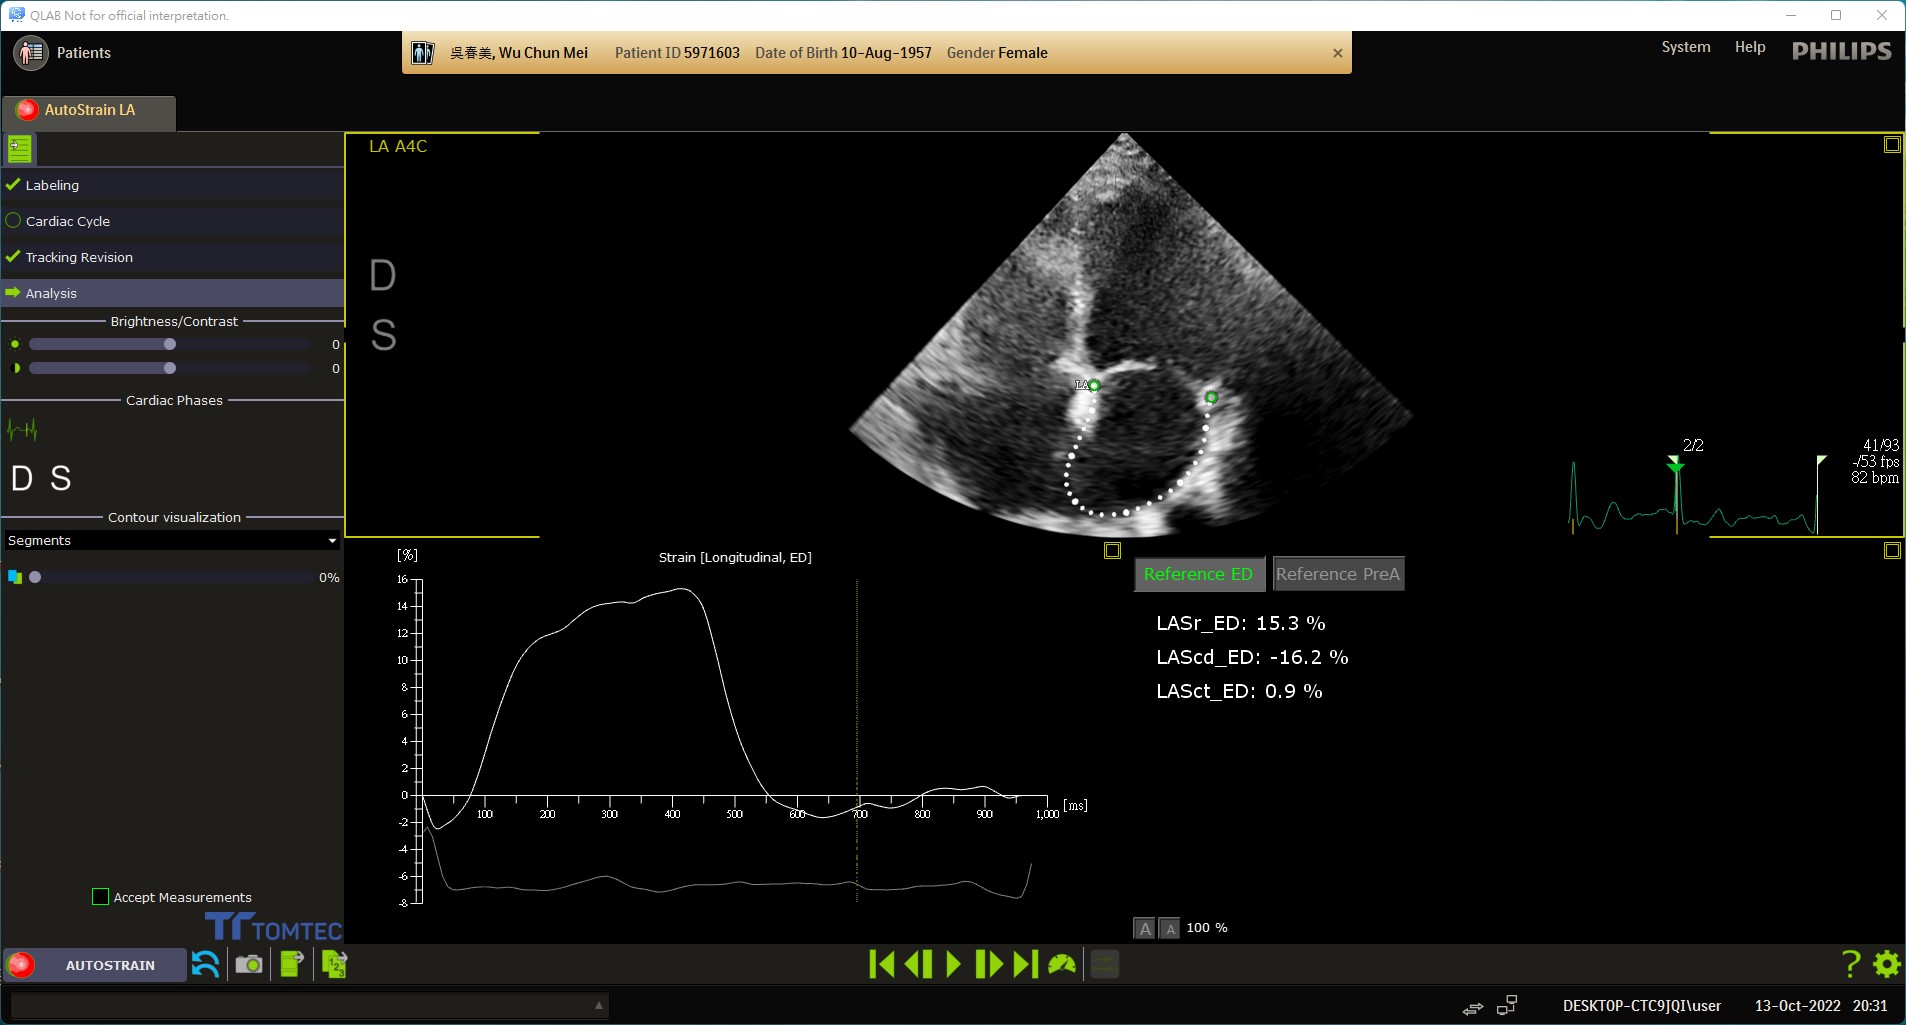 QLAB Not for official interpretation.
Patients
吳春美, Wu Chun Mei Patient ID 5971603 Date of Birth 10-Aug-1957 Gender Female
System Help PHILIPS
AutoStrain LA
Labeling
Cardiac Cycle
Tracking Revision
Analysis
Brightness/Contrast
0
0
Cardiac Phases
D S
Contour visualization
Segments
0%
Accept Measurements
TOMTEC
LA A4C
D
S
LA
2/2
41/93
-/53 fps
82 bpm
[%]
Strain [Longitudinal, ED]
16
14
12
10
8
6
4
2
0
-2
-4
-6
-8
100 200 300 400 500 600 700 800 900 1,000 [ms]
Reference ED Reference PreA
LASr_ED: 15.3 %
LAScd_ED: -16.2 %
LASct_ED: 0.9 %
A A 100 %
AUTOSTRAIN
1 2 3
?
DESKTOP-CTC9JQI\user 13-Oct-2022 20:31